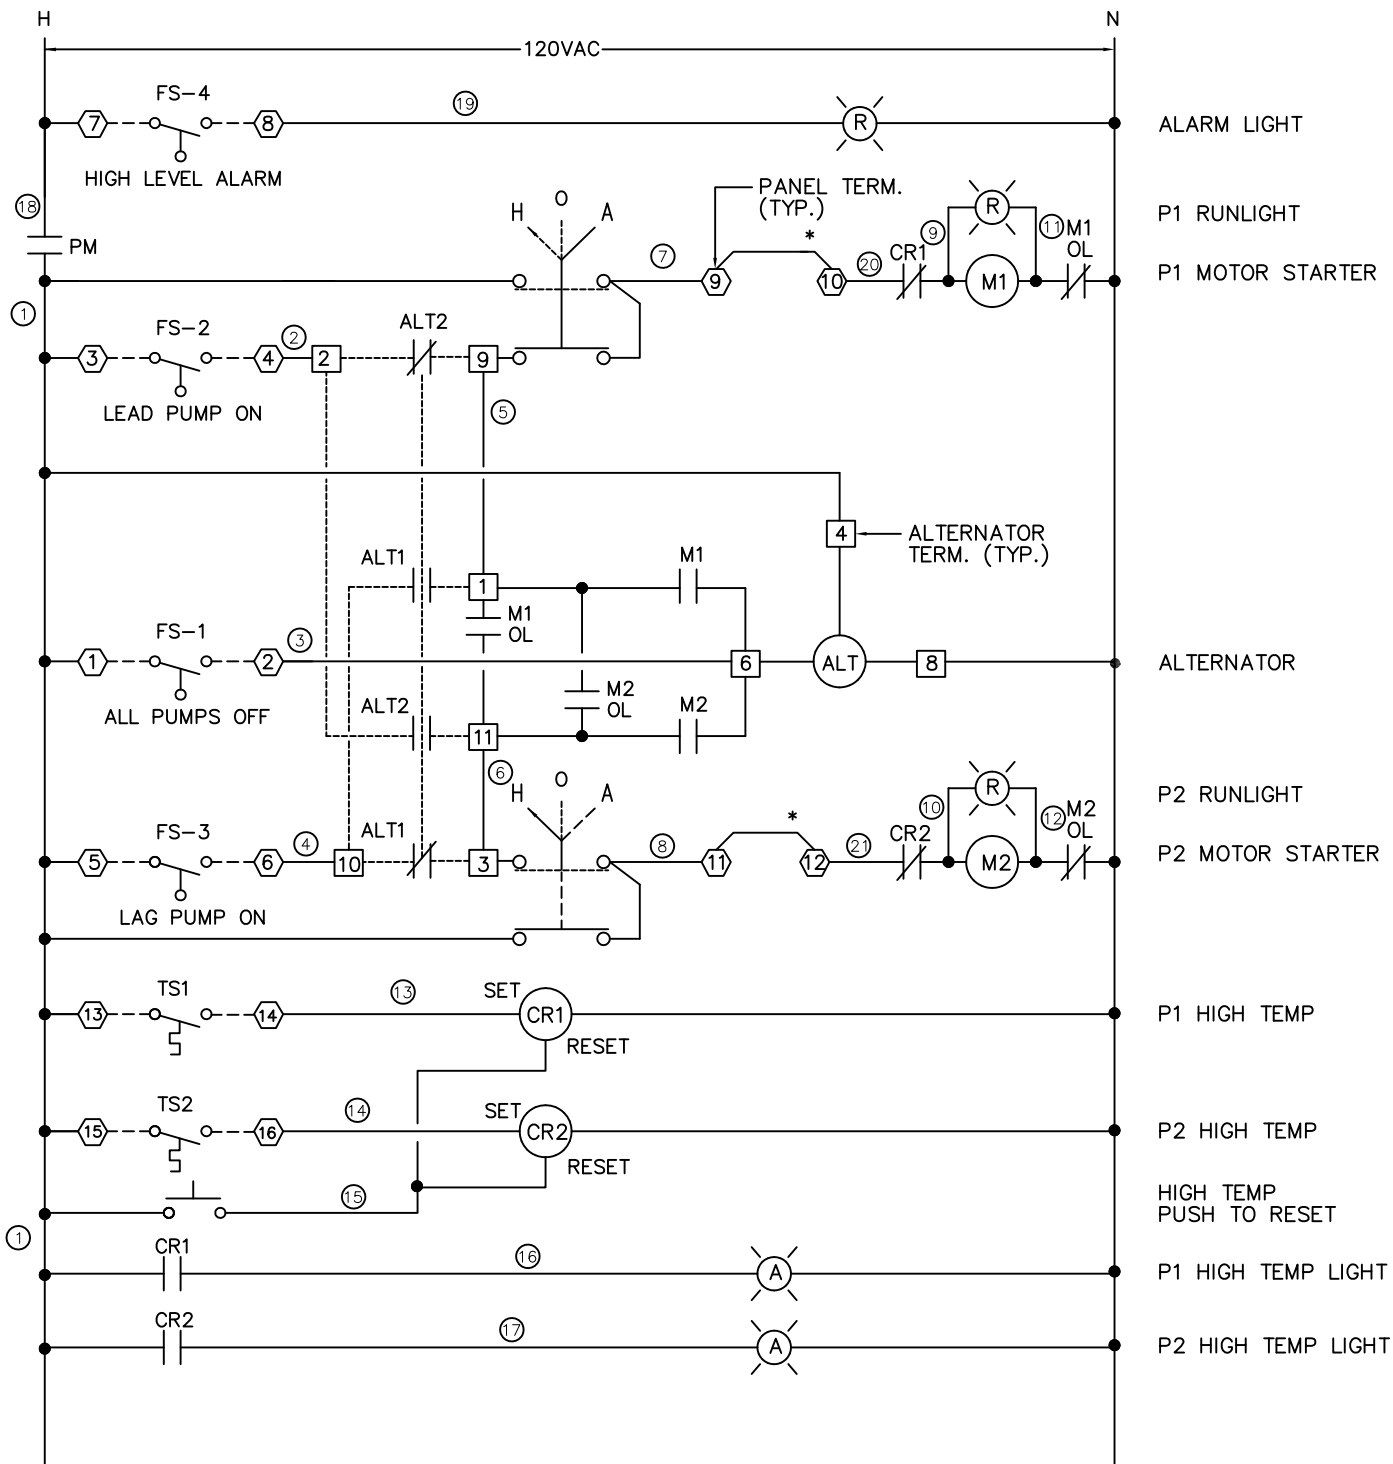 H
N
120VAC
FS-4
19
7
8
R
ALARM LIGHT
HIGH LEVEL ALARM
18
PM
H
O
A
PANEL TERM.
(TYP.)
*
7
9
10
20
CR1
9
R
11
M1
OL
M1
P1 RUNLIGHT
P1 MOTOR STARTER
1
FS-2
2
ALT2
3
4
2
9
LEAD PUMP ON
5
4
ALTERNATOR
TERM. (TYP.)
ALT1
1
M1
M1
OL
FS-1
3
1
2
6
ALT
8
ALTERNATOR
ALL PUMPS OFF
ALT2
M2
OL
M2
11
6
H
O
A
*
8
11
12
21
CR2
10
R
12
M2
OL
M2
P2 RUNLIGHT
P2 MOTOR STARTER
FS-3
4
ALT1
5
6
10
3
LAG PUMP ON
TS1
13
SET
13
14
CR1
P1 HIGH TEMP
RESET
TS2
14
SET
15
16
CR2
P2 HIGH TEMP
RESET
15
HIGH TEMP
PUSH TO RESET
1
CR1
16
A
P1 HIGH TEMP LIGHT
CR2
17
A
P2 HIGH TEMP LIGHT